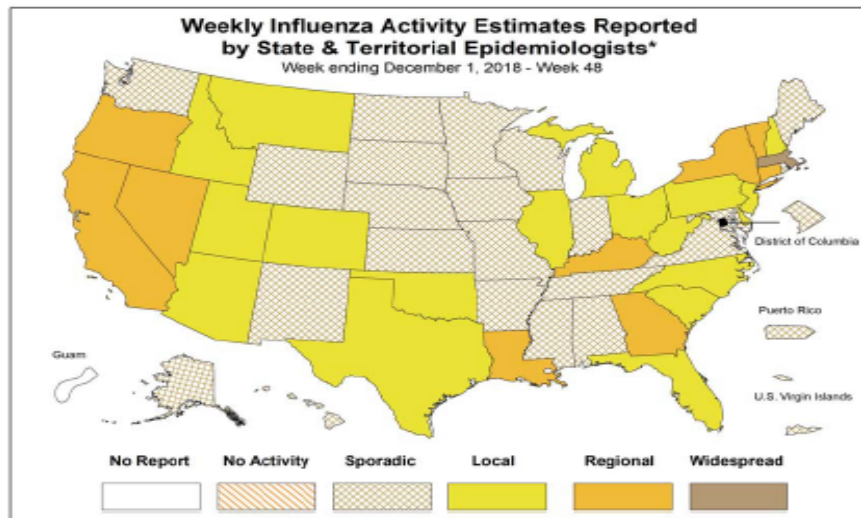 Weekly Influenza Activity Estimates Reported
by State & Territorial Epidemiologists*
Week ending December 1, 2018 - Week 48
District of Columbia
Puerto Rico
Guam
U.S. Virgin Islands
No Report No Activity Sporadic Local Regional Widespread